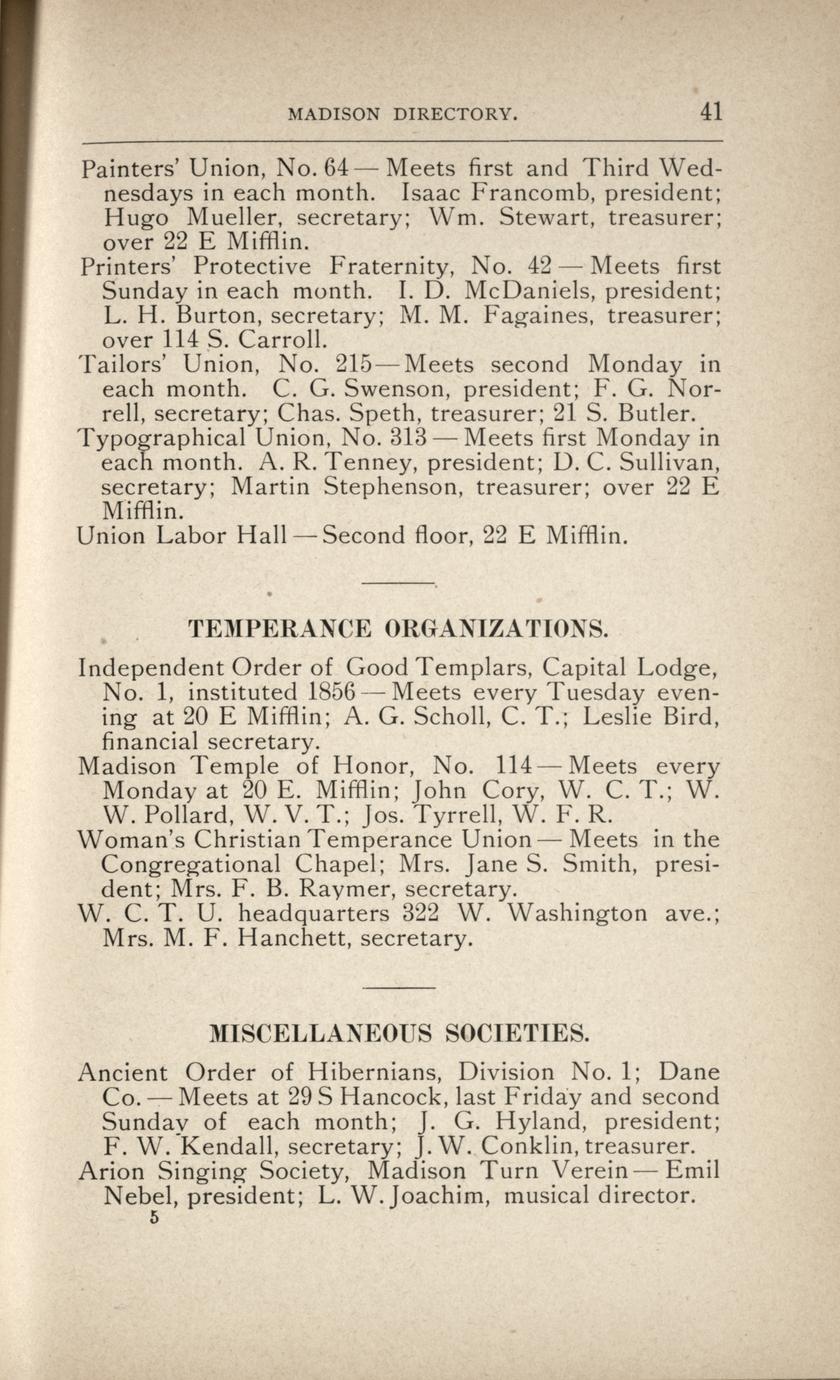 MADISON DIRECTORY. 41
Painters' Union, No. 64 — Meets first and Third Wed-
nesdays in each month. Isaac Francomb, president;
Hugo Mueller, secretary; Wm. Stewart, treasurer;
over 22 E Mifflin.
Printers' Protective Fraternity, No. 42 — Meets first
Sunday in each month. I. D. McDaniels, president;
L. H. Burton, secretary; M. M. Fagaines, treasurer;
over 114 S. Carroll.
Tailors' Union, No. 215—Meets second Monday in
each month. C. G. Swenson, president; F. G. Nor-
rell, secretary; Chas. Speth, treasurer; 21 S. Butler.
Typographical Union, No. 313 — Meets first Monday in
each month. A. R. Tenney, president; D. C. Sullivan,
secretary; Martin Stephenson, treasurer; over 22 E
Mifflin.
Union Labor Hall — Second floor, 22 E Mifflin.
TEMPERANCE ORGANIZATIONS.
Independent Order of Good Templars, Capital Lodge,
No. 1, instituted 1856 — Meets every Tuesday even-
ing at 20 E Mifflin; A. G. Scholl, C. T.; Leslie Bird,
financial secretary.
Madison Temple of Honor, No. 114 — Meets every
Monday at 20 E. Mifflin; John Cory, W. C. T.; W.
W. Pollard, W. V. T.; Jos. Tyrrell, W. F. R.
Woman's Christian Temperance Union — Meets in the
Congregational Chapel; Mrs. Jane S. Smith, presi-
dent; Mrs. F. B. Raymer, secretary.
W. C. T. U. headquarters 322 W. Washington ave.;
Mrs. M. F. Hanchett, secretary.
MISCELLANEOUS SOCIETIES.
Ancient Order of Hibernians, Division No. 1; Dane
Co. — Meets at 29 S Hancock, last Friday and second
Sunday of each month; J. G. Hyland, president;
F. W. Kendall, secretary; J. W. Conklin, treasurer.
Arion Singing Society, Madison Turn Verein — Emil
Nebel, president; L. W. Joachim, musical director.
5